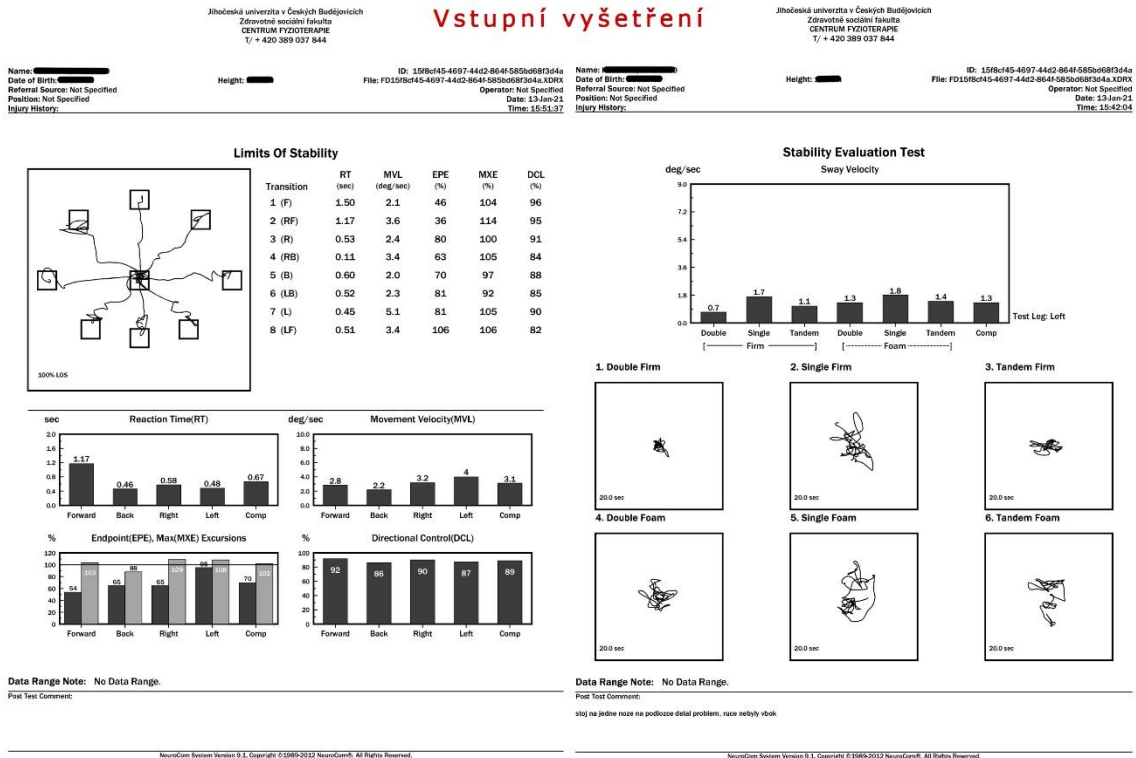 Vstupní vyšetření
Jihočeská univerzita v Českých Budějovicích
Zdravotně sociální fakulta
CENTRUM FYZIOTERAPIE
T/ + 420 389 037 844
Name:
Date of Birth:
Referral Source: Not Specified
Position: Not Specified
Injury History:
Height:
ID: 15f8cf45-4697-44d2-864f-585bd68f3d4a
File: FD15f8cf45-4697-44d2-864f-585bd68f3d4a.XDRX
Operator: Not Specified
Date: 13-Jan-21
Time: 15:51:37
Limits Of Stability
100% LOS
Transition RT (sec) MVL (deg/sec) EPE (%) MXE (%) DCL (%)
1 (F) 1.50 2.1 46 104 96
2 (RF) 1.17 3.6 36 114 95
3 (R) 0.53 2.4 80 100 91
4 (RB) 0.11 3.4 63 105 84
5 (B) 0.60 2.0 70 97 88
6 (LB) 0.52 2.3 81 92 85
7 (L) 0.45 5.1 81 105 90
8 (LF) 0.51 3.4 106 106 82
sec Reaction Time(RT)
2.0
1.6
1.2
0.8
0.4
0.0
1.17 0.46 0.58 0.48 0.67
Forward Back Right Left Comp
deg/sec Movement Velocity(MVL)
10.0
8.0
6.0
4.0
2.0
0.0
2.8 2.2 3.2 4 3.1
Forward Back Right Left Comp
% Endpoint(EPE), Max(MXE) Excursions
120
100
80
60
40
20
0
54 103 65 88 65 109 95 106 70 102
Forward Back Right Left Comp
% Directional Control(DCL)
100
80
60
40
20
0
92 86 90 87 89
Forward Back Right Left Comp
Data Range Note: No Data Range.
Post Test Comment:
NeuroCom System Version 9.1, Copyright ©1989-2012 NeuroCom®. All Rights Reserved.
Jihočeská univerzita v Českých Budějovicích
Zdravotně sociální fakulta
CENTRUM FYZIOTERAPIE
T/ + 420 389 037 844
Name:
Date of Birth:
Referral Source: Not Specified
Position: Not Specified
Injury History:
Height:
ID: 15f8cf45-4697-44d2-864f-585bd68f3d4a
File: FD15f8cf45-4697-44d2-864f-585bd68f3d4a.XDRX
Operator: Not Specified
Date: 13-Jan-21
Time: 15:42:04
Stability Evaluation Test
deg/sec Sway Velocity
9.0
7.2
5.4
3.6
1.8
0.0
0.7 1.7 1.1 1.3 1.8 1.4 1.3
Test Leg: Left
Double Single Tandem Double Single Tandem Comp
[ Firm ] [ Foam ]
1. Double Firm 2. Single Firm 3. Tandem Firm
20.0 sec 20.0 sec 20.0 sec
4. Double Foam 5. Single Foam 6. Tandem Foam
20.0 sec 20.0 sec 20.0 sec
Data Range Note: No Data Range.
Post Test Comment:
stoj na jedne noze na podlozce delal problem, ruce nebyly vbok
NeuroCom System Version 9.1, Copyright ©1989-2012 NeuroCom®. All Rights Reserved.